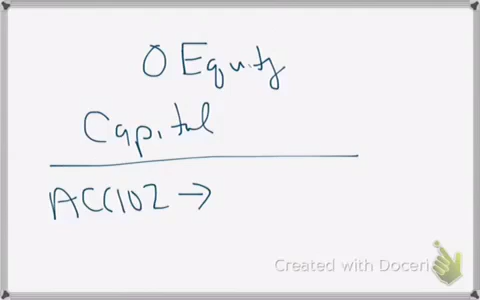 O Equity
Capital
ACC102 →
Created with Doceri